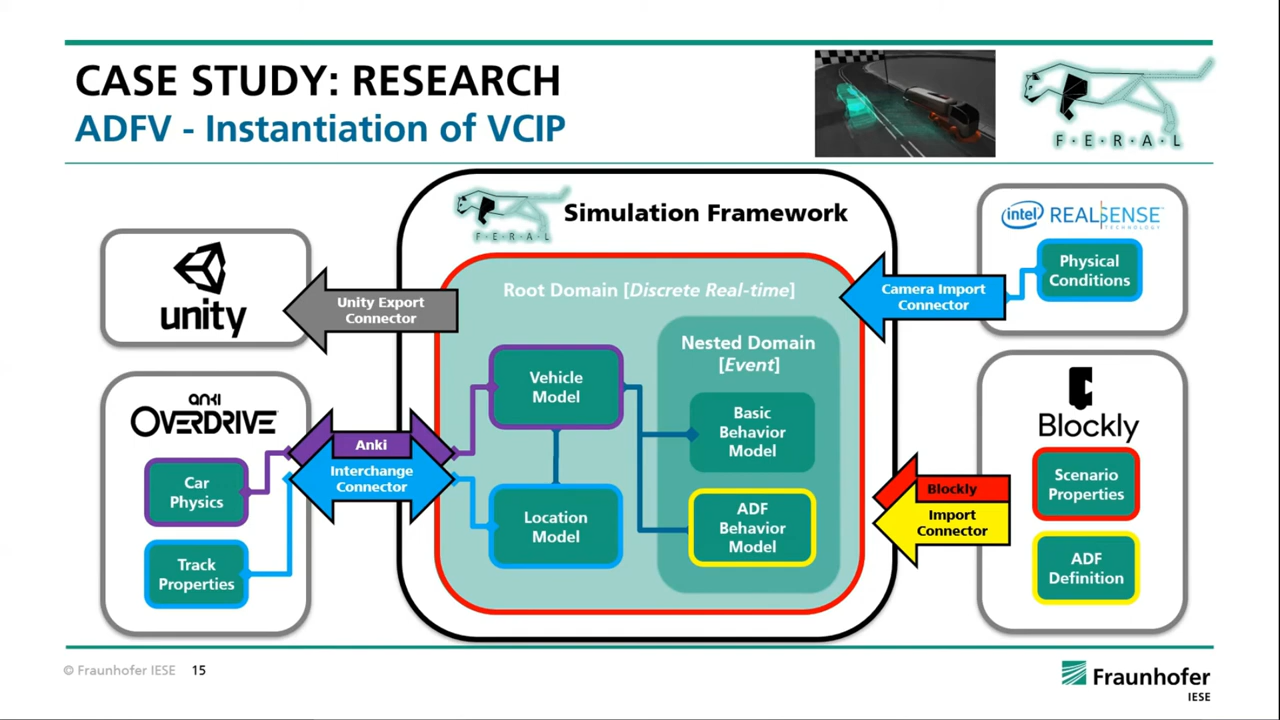 CASE STUDY: RESEARCH
ADFV - Instantiation of VCIP
F·E·R·A·L
F·E·R·A·L
Simulation Framework
unity
Unity Export
Connector
Root Domain [Discrete Real-time]
Camera Import
Connector
intel REALSENSE
TECHNOLOGY
Physical
Conditions
ANKI
OVERDRIVE
Car
Physics
Track
Properties
Anki
Interchange
Connector
Vehicle
Model
Location
Model
Nested Domain
[Event]
Basic
Behavior
Model
ADF
Behavior
Model
Blockly
Import
Connector
Blockly
Scenario
Properties
ADF
Definition
© Fraunhofer IESE 15
Fraunhofer
IESE